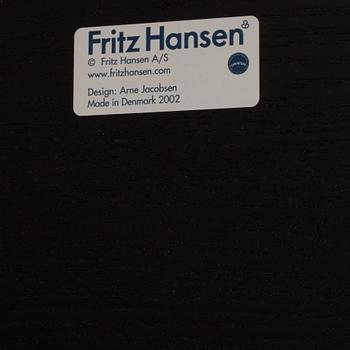 Fritz Hansen
© Fritz Hansen A/S
www.fritzhansen.com
Design: Arne Jacobsen
Made in Denmark 2002